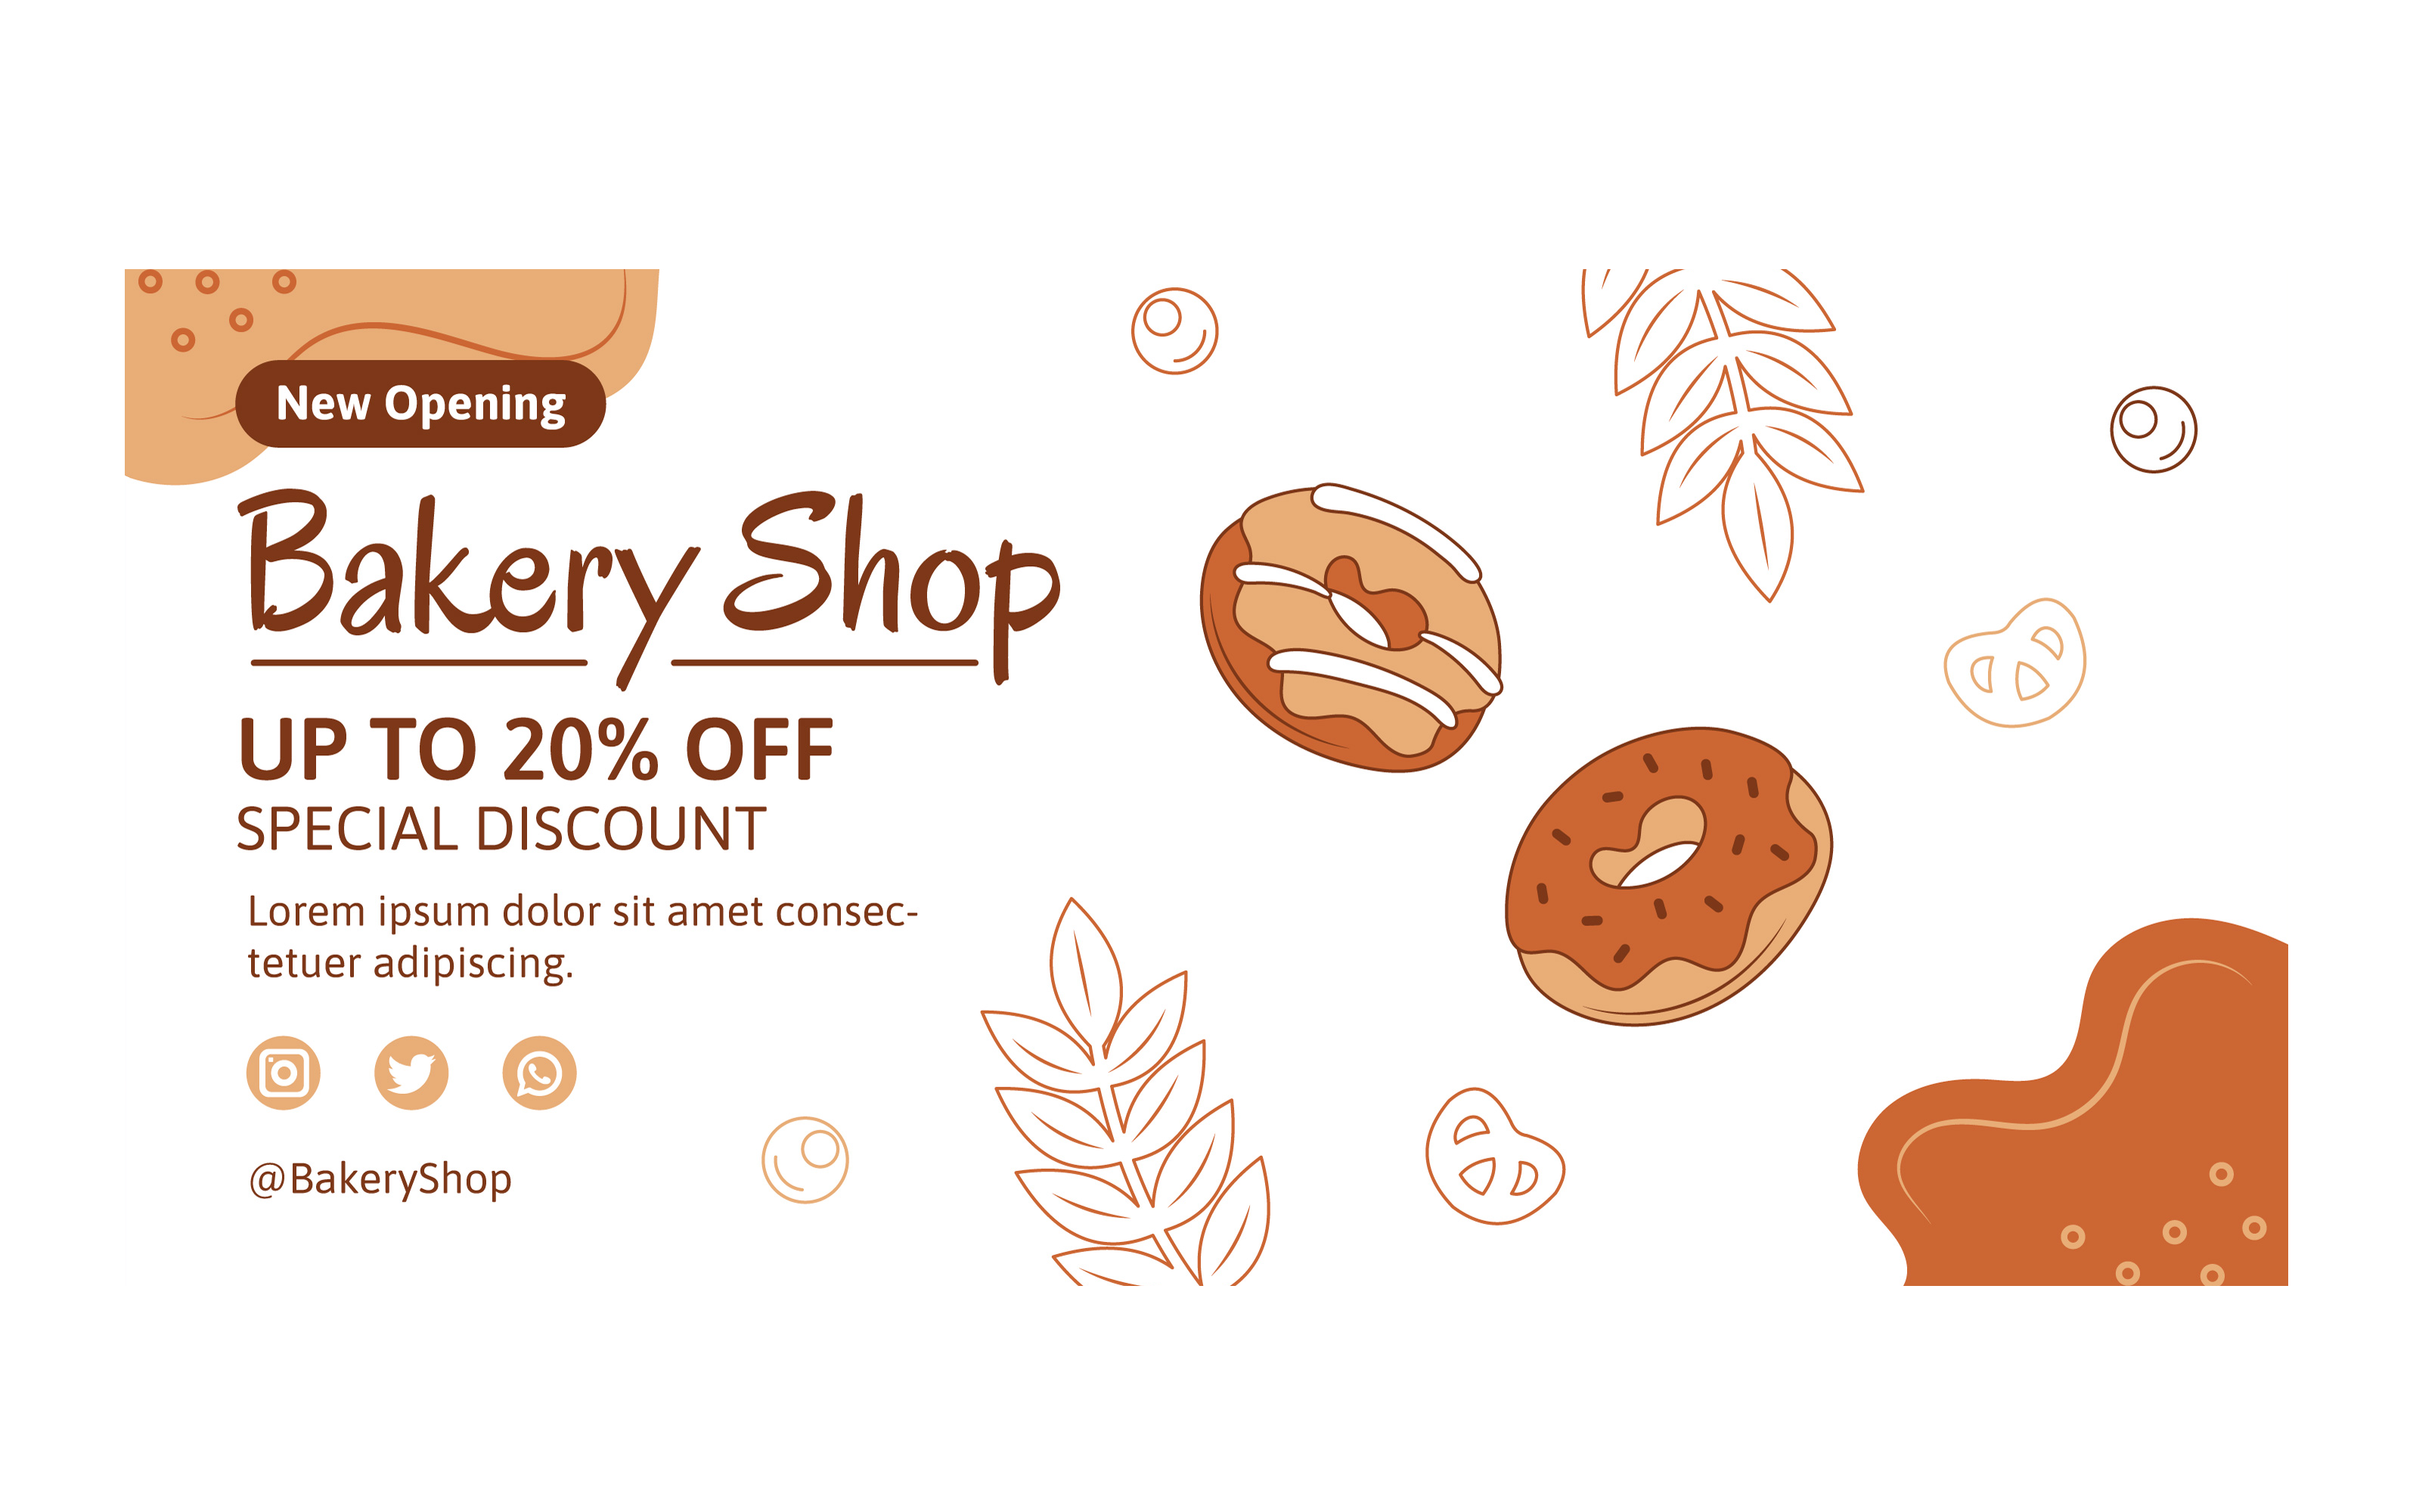 New Opening
Bakery Shop
UP TO 20% OFF
SPECIAL DISCOUNT
Lorem ipsum dolor sit amet consec-
tetuer adipiscing.
@BakeryShop